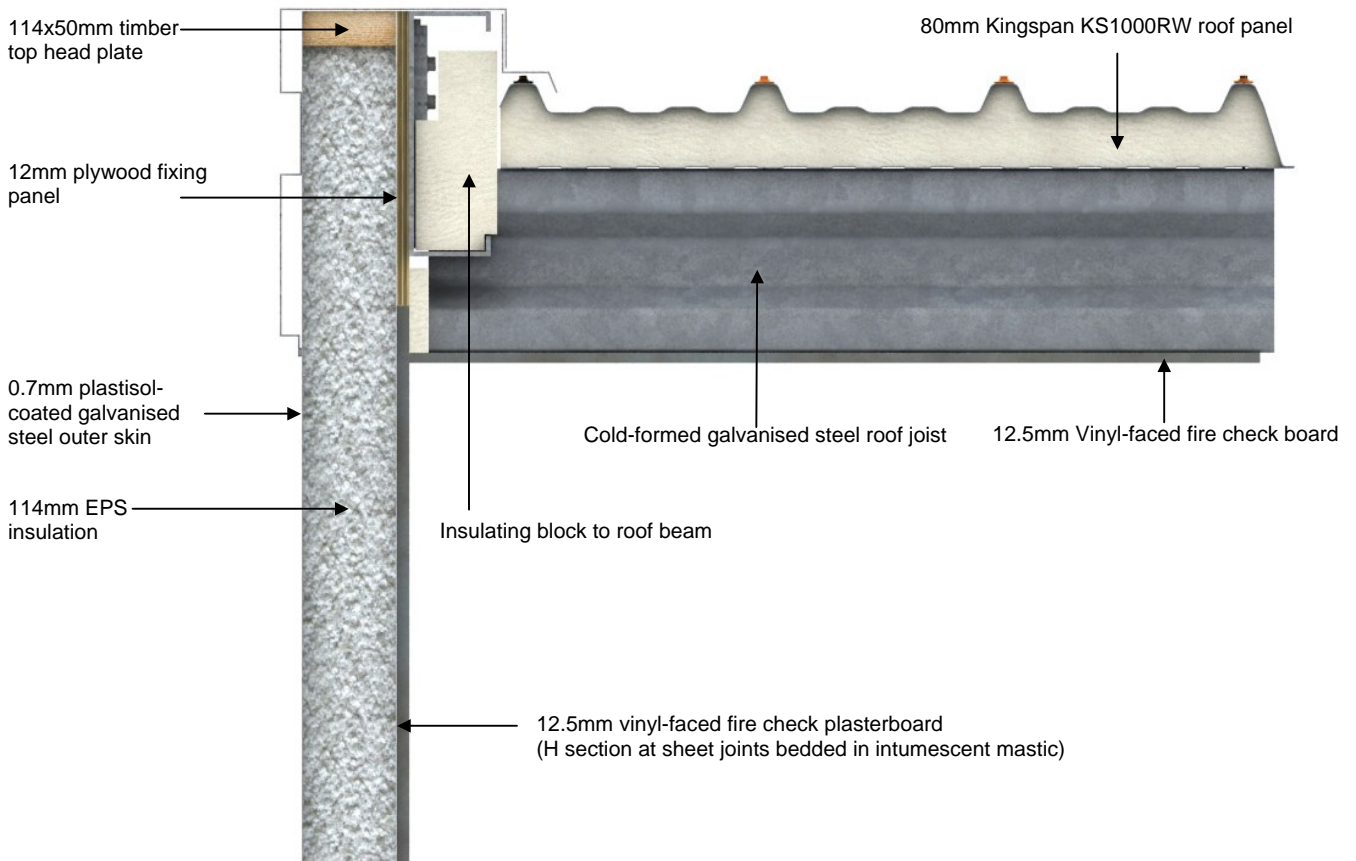 114x50mm timber
top head plate
80mm Kingspan KS1000RW roof panel
12mm plywood fixing
panel
0.7mm plastisol-
coated galvanised
steel outer skin
Cold-formed galvanised steel roof joist
12.5mm Vinyl-faced fire check board
114mm EPS
insulation
Insulating block to roof beam
12.5mm vinyl-faced fire check plasterboard
(H section at sheet joints bedded in intumescent mastic)